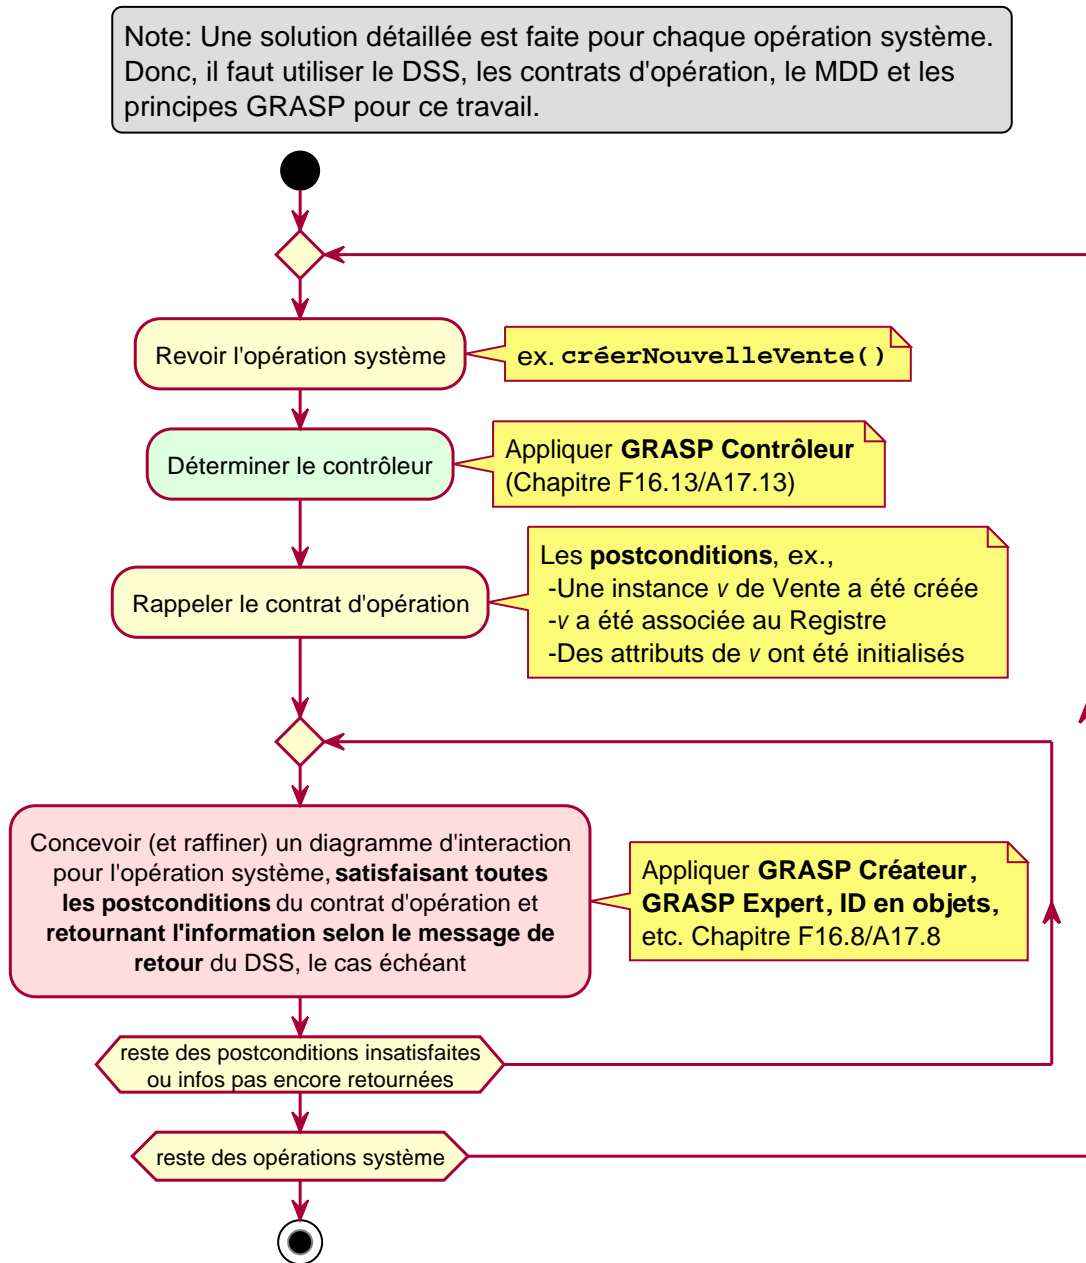 Note: Une solution détaillée est faite pour chaque opération système.
Donc, il faut utiliser le DSS, les contrats d'opération, le MDD et les
principes GRASP pour ce travail.
Revoir l'opération système
ex. créerNouvelleVente()
Déterminer le contrôleur
Appliquer GRASP Contrôleur
(Chapitre F16.13/A17.13)
Rappeler le contrat d'opération
Les postconditions, ex.,
-Une instance v de Vente a été créée
-v a été associée au Registre
-Des attributs de v ont été initialisés
Concevoir (et raffiner) un diagramme d'interaction
pour l'opération système, satisfaisant toutes
les postconditions du contrat d'opération et
retournant l'information selon le message de
retour du DSS, le cas échéant
Appliquer GRASP Créateur,
GRASP Expert, ID en objets,
etc. Chapitre F16.8/A17.8
reste des postconditions insatisfaites
ou infos pas encore retournées
reste des opérations système